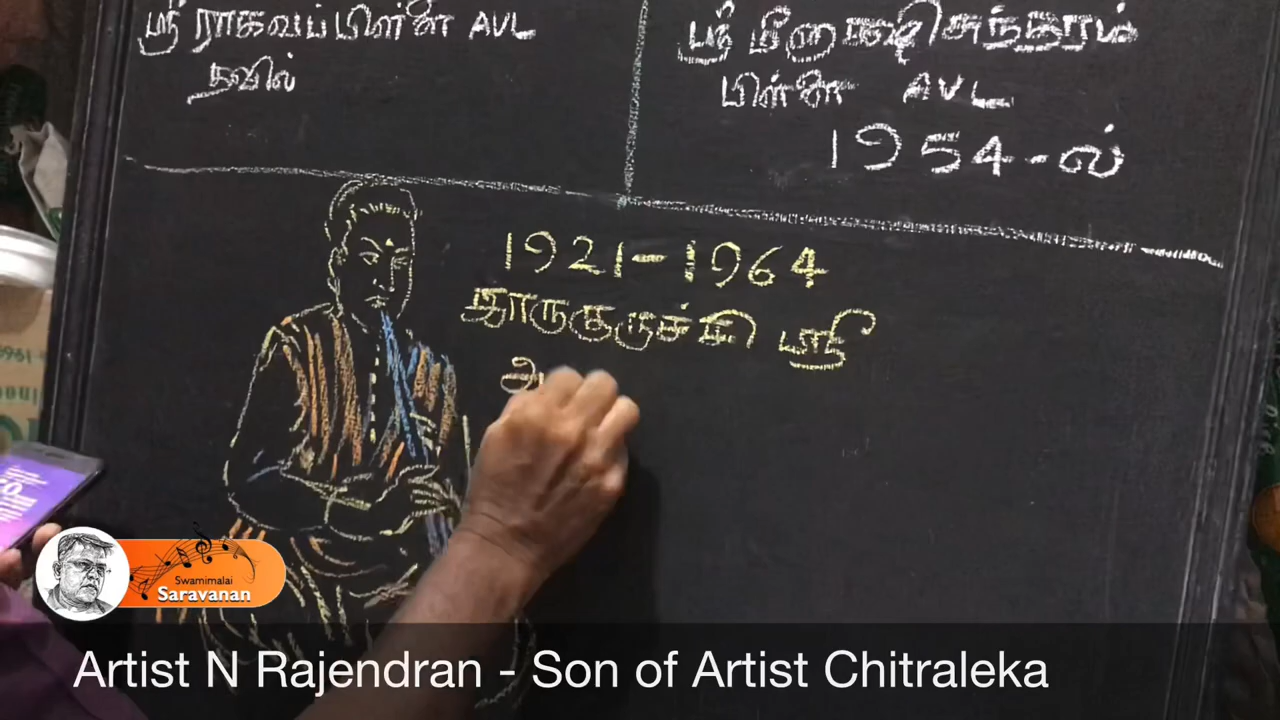 ஸ்ரீ ராகவப்பிள்ளை AVL
தவில்
ஸ்ரீ மீனாக்ஷிசுந்தரம்
பிள்ளை AVL
1954-ல்
1921-1964
காருகுருச்சி ஸ்ரீ
அ
Swamimalai
Saravanan
Artist N Rajendran - Son of Artist Chitraleka